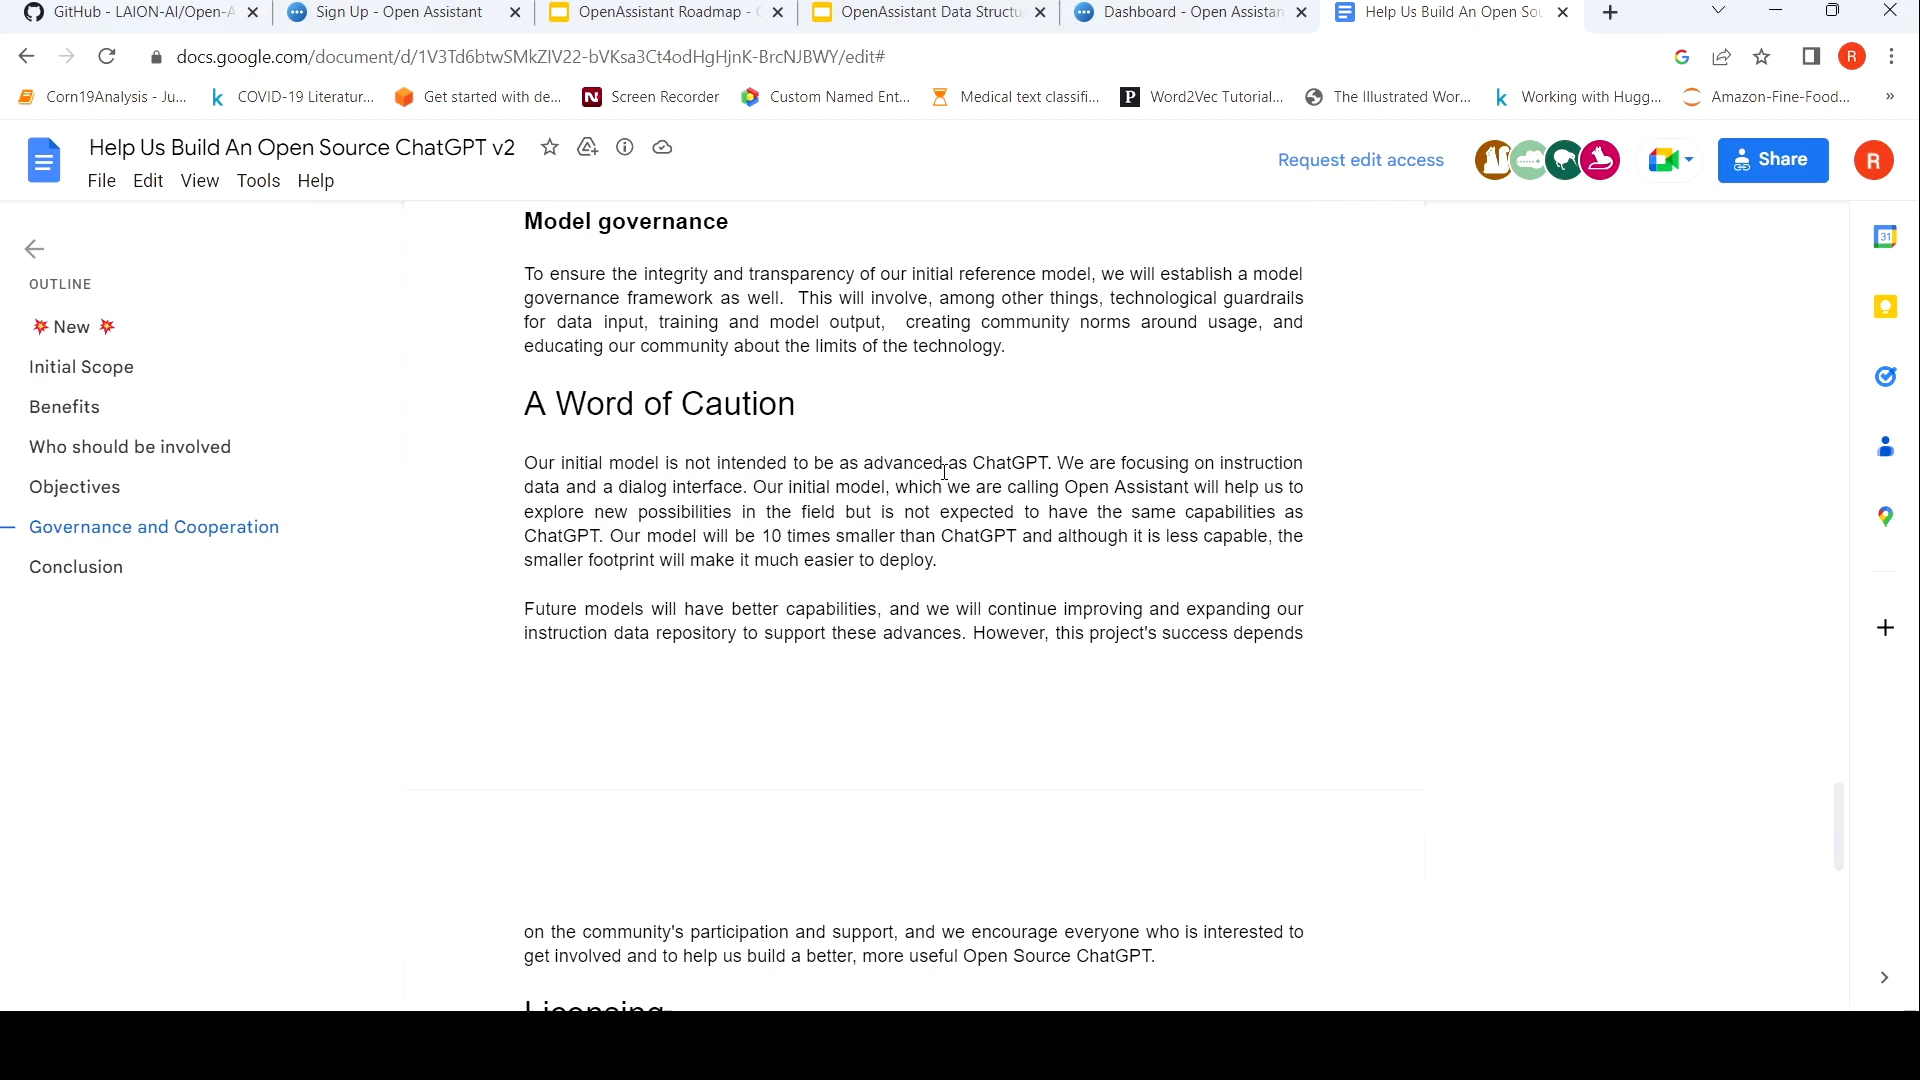 GitHub - LAION-AI/Open-A
Sign Up - Open Assistant
OpenAssistant Roadmap -
OpenAssistant Data Structu
Dashboard - Open Assistan
Help Us Build An Open Sou
docs.google.com/document/d/1V3Td6btwSMkZIV22-bVKsa3Ct4odHgHjnK-BrcNJBWY/edit#
R
Corn19Analysis - Ju...
COVID-19 Literatur...
Get started with de...
Screen Recorder
Custom Named Ent...
Medical text classifi...
Word2Vec Tutorial...
The Illustrated Wor...
Working with Hugg...
Amazon-Fine-Food...
»
Help Us Build An Open Source ChatGPT v2
File Edit View Tools Help
Request edit access
Share
R
OUTLINE
New
Initial Scope
Benefits
Who should be involved
Objectives
Governance and Cooperation
Conclusion
Model governance
To ensure the integrity and transparency of our initial reference model, we will establish a model
governance framework as well. This will involve, among other things, technological guardrails
for data input, training and model output, creating community norms around usage, and
educating our community about the limits of the technology.
A Word of Caution
Our initial model is not intended to be as advanced as ChatGPT. We are focusing on instruction
data and a dialog interface. Our initial model, which we are calling Open Assistant will help us to
explore new possibilities in the field but is not expected to have the same capabilities as
ChatGPT. Our model will be 10 times smaller than ChatGPT and although it is less capable, the
smaller footprint will make it much easier to deploy.
Future models will have better capabilities, and we will continue improving and expanding our
instruction data repository to support these advances. However, this project's success depends
on the community's participation and support, and we encourage everyone who is interested to
get involved and to help us build a better, more useful Open Source ChatGPT.
Licensing
31